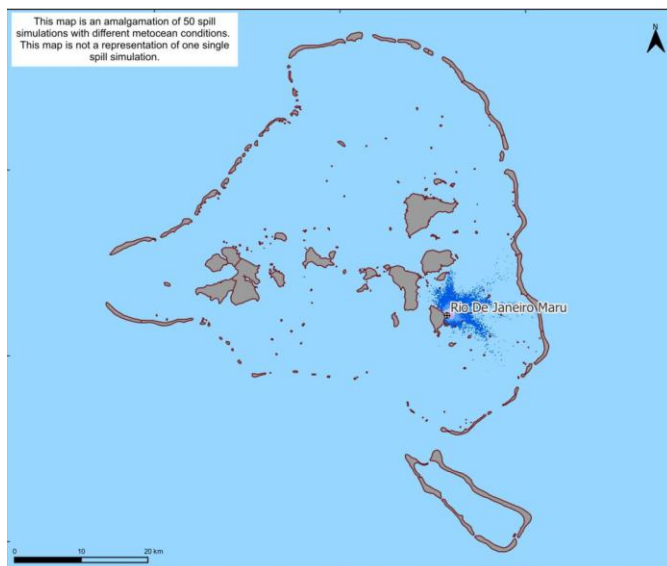 This map is an amalgamation of 50 spill
simulations with different metocean conditions.
This map is not a representation of one single
spill simulation.
N
Rio De Janeiro Maru
0 10 20 km